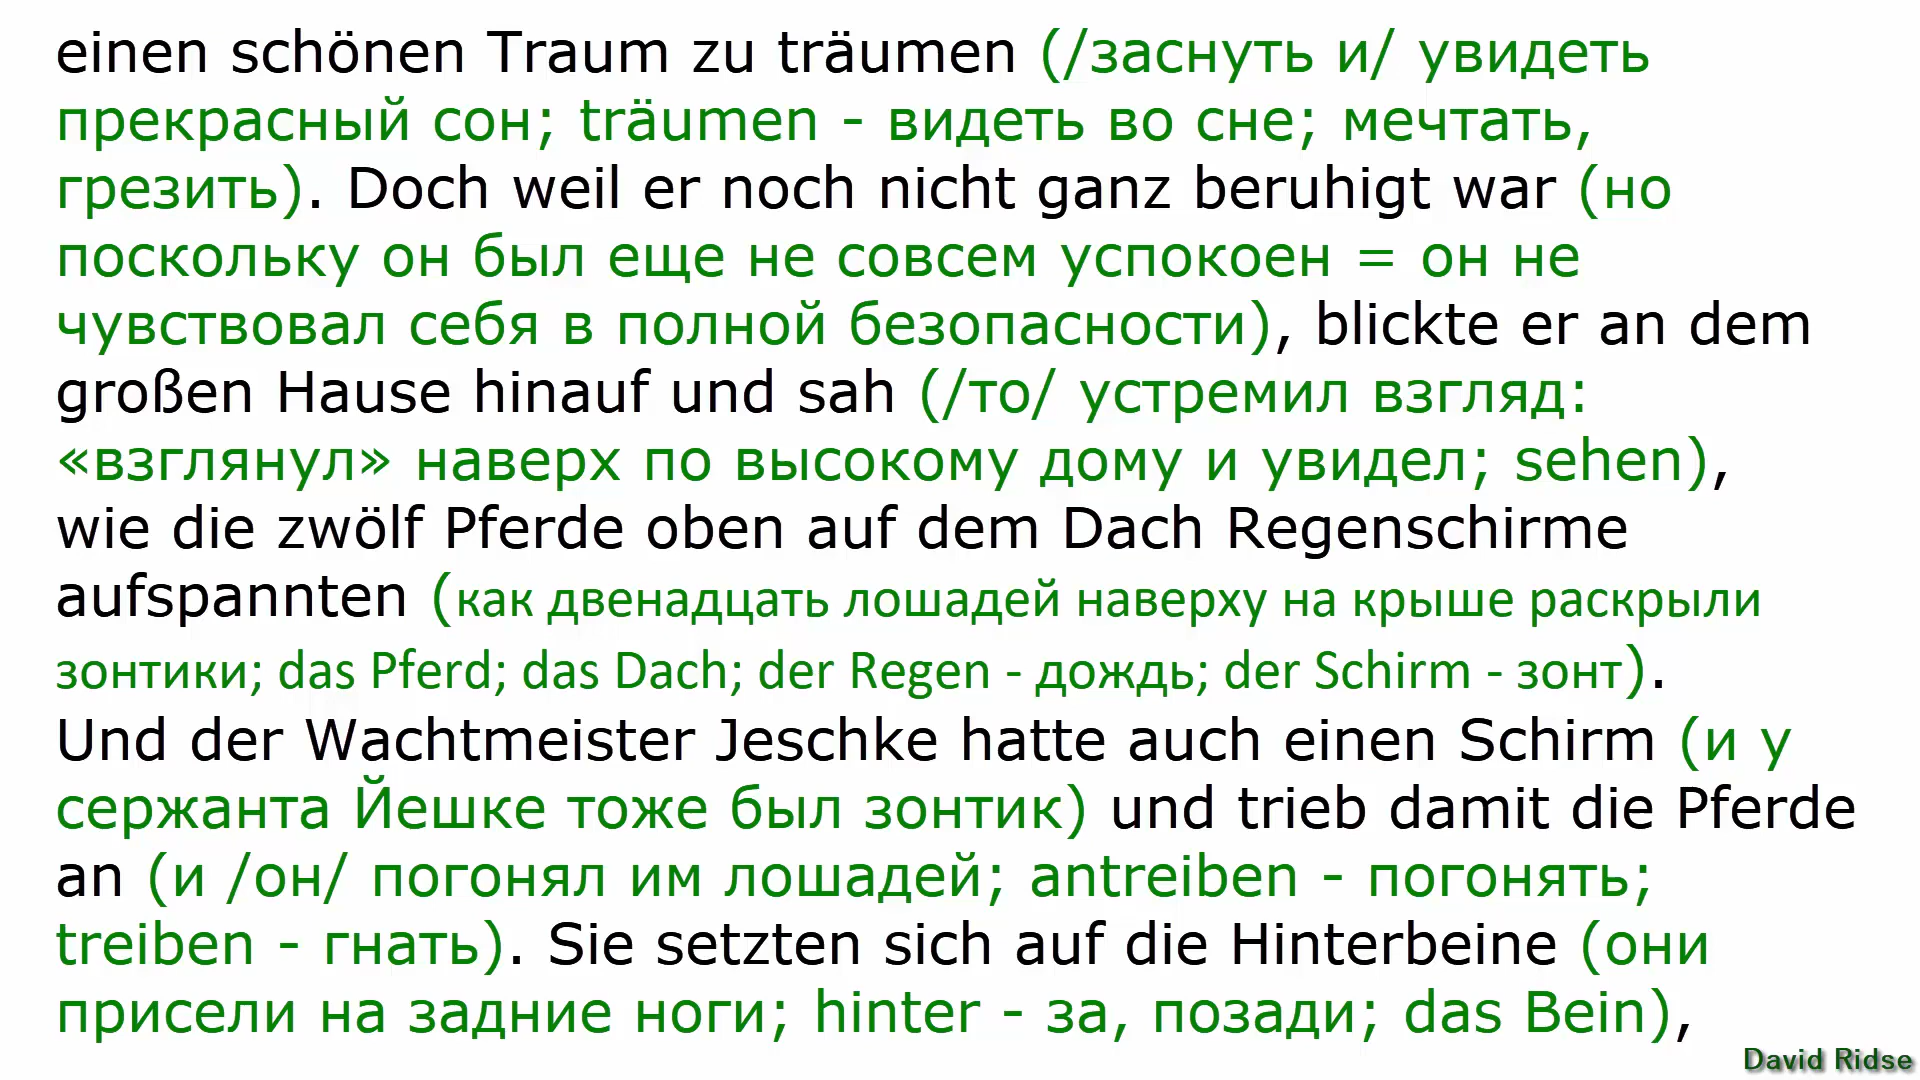 einen schönen Traum zu träumen (/заснуть и/ увидеть
прекрасный сон; träumen - видеть во сне; мечтать,
грезить). Doch weil er noch nicht ganz beruhigt war (но
поскольку он был еще не совсем успокоен = он не
чувствовал себя в полной безопасности), blickte er an dem
großen Hause hinauf und sah (/то/ устремил взгляд:
«взглянул» наверх по высокому дому и увидел; sehen),
wie die zwölf Pferde oben auf dem Dach Regenschirme
aufspannten (как двенадцать лошадей наверху на крыше раскрыли
зонтики; das Pferd; das Dach; der Regen - дождь; der Schirm - зонт).
Und der Wachtmeister Jeschke hatte auch einen Schirm (и у
сержанта Йешке тоже был зонтик) und trieb damit die Pferde
an (и /он/ погонял им лошадей; antreiben - погонять;
treiben - гнать). Sie setzten sich auf die Hinterbeine (они
присели на задние ноги; hinter - за, позади; das Bein),
David Ridse